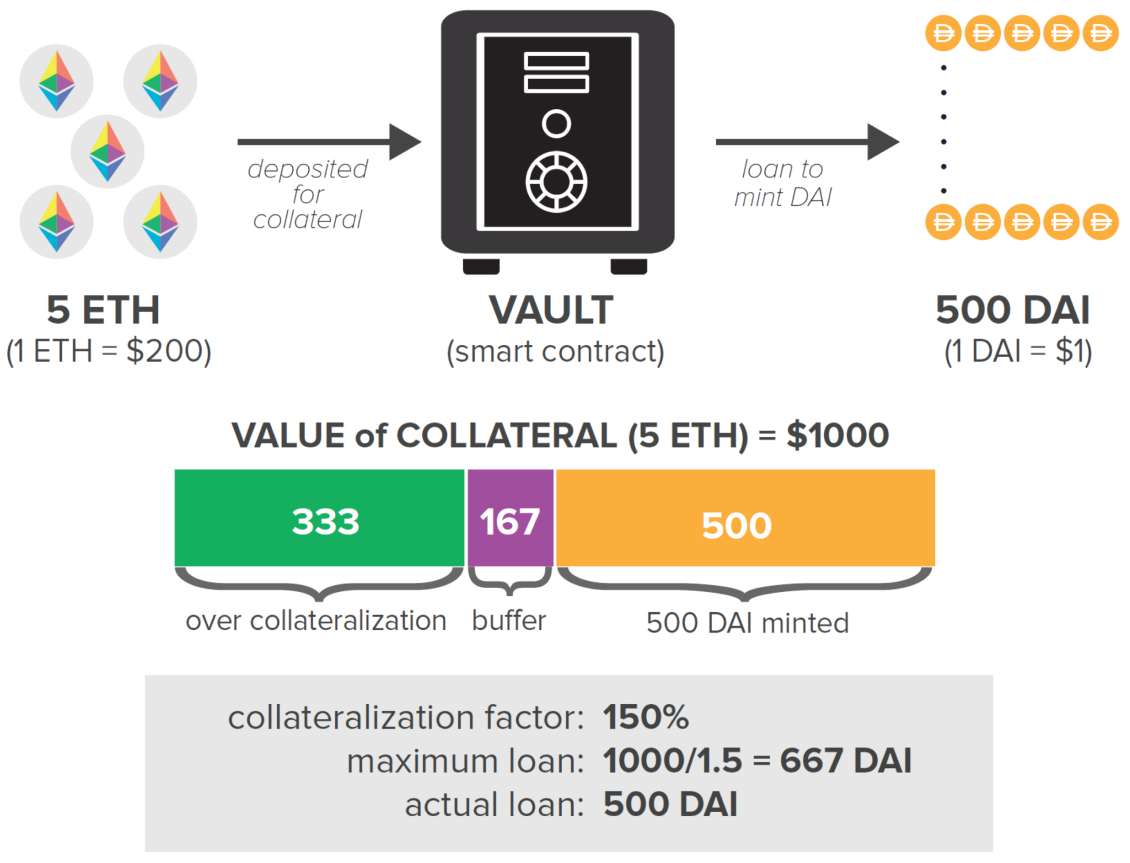 deposited
for
collateral
loan to
mint DAI
5 ETH
(1 ETH = $200)
VAULT
(smart contract)
500 DAI
(1 DAI = $1)
VALUE of COLLATERAL (5 ETH) = $1000
333
167
500
over collateralization
buffer
500 DAI minted
collateralization factor: 150%
maximum loan: 1000/1.5 = 667 DAI
actual loan: 500 DAI